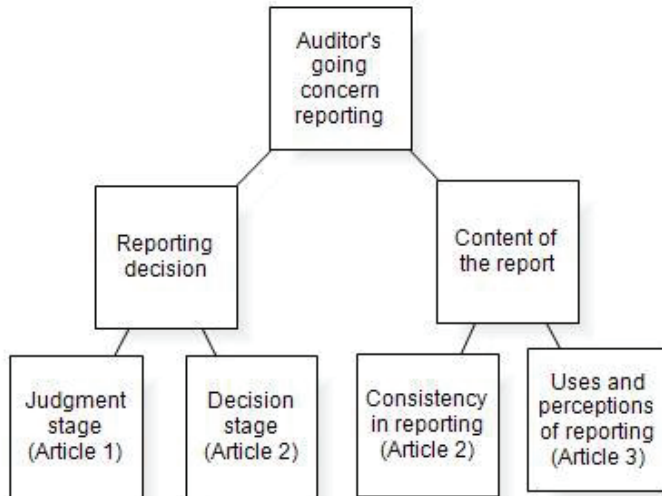 Auditor's
going
concern
reporting
Reporting
decision
Content of
the report
Judgment
stage
(Article 1)
Decision
stage
(Article 2)
Consistency
in reporting
(Article 2)
Uses and
perceptions
of reporting
(Article 3)